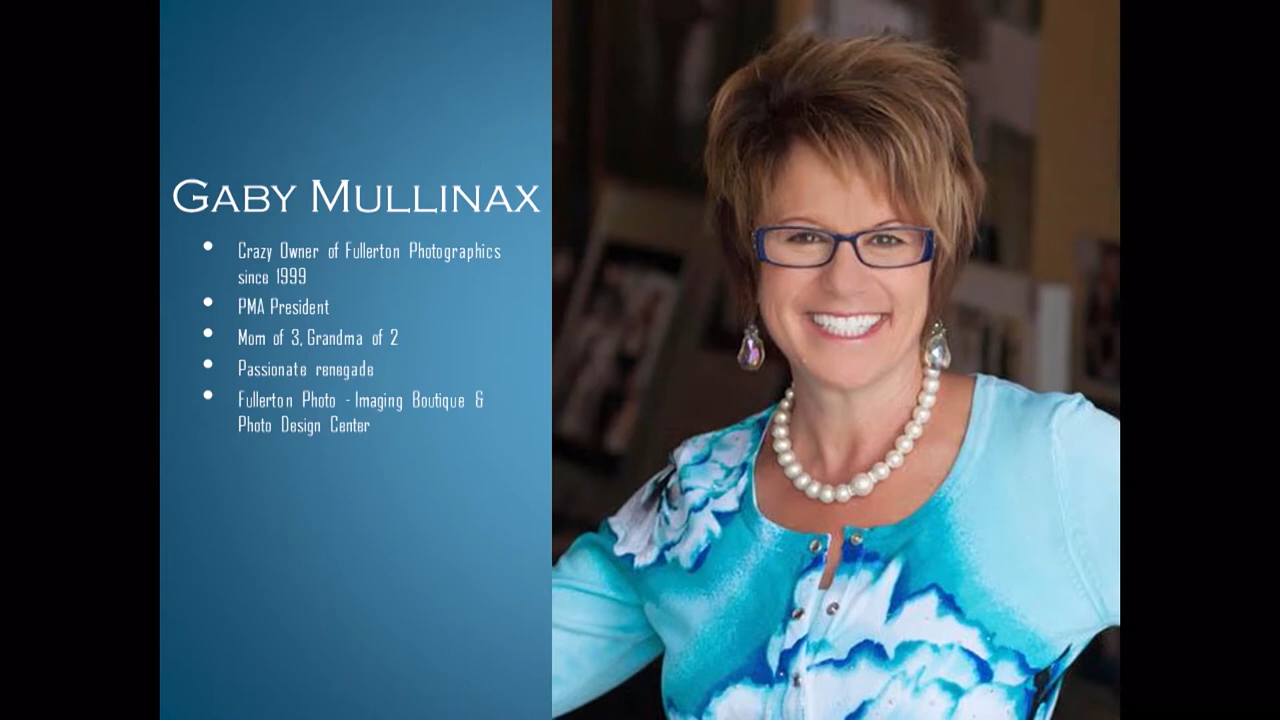 Gaby Mullinax
• Crazy Owner of Fullerton Photographics
since 1999
• PMA President
• Mom of 3, Grandma of 2
• Passionate renegade
• Fullerton Photo - Imaging Boutique &
Photo Design Center